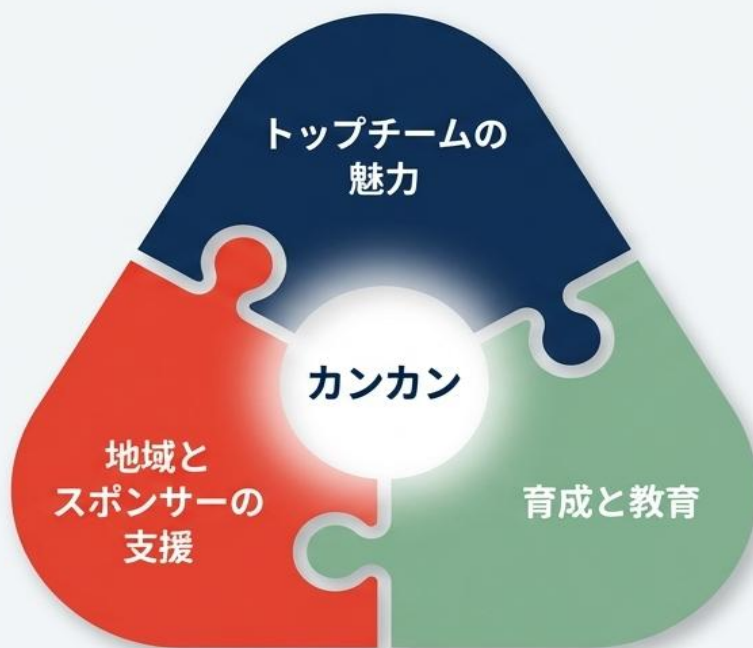 トップチームの
魅力
カンカン
地域と
スポンサーの
支援
育成と教育